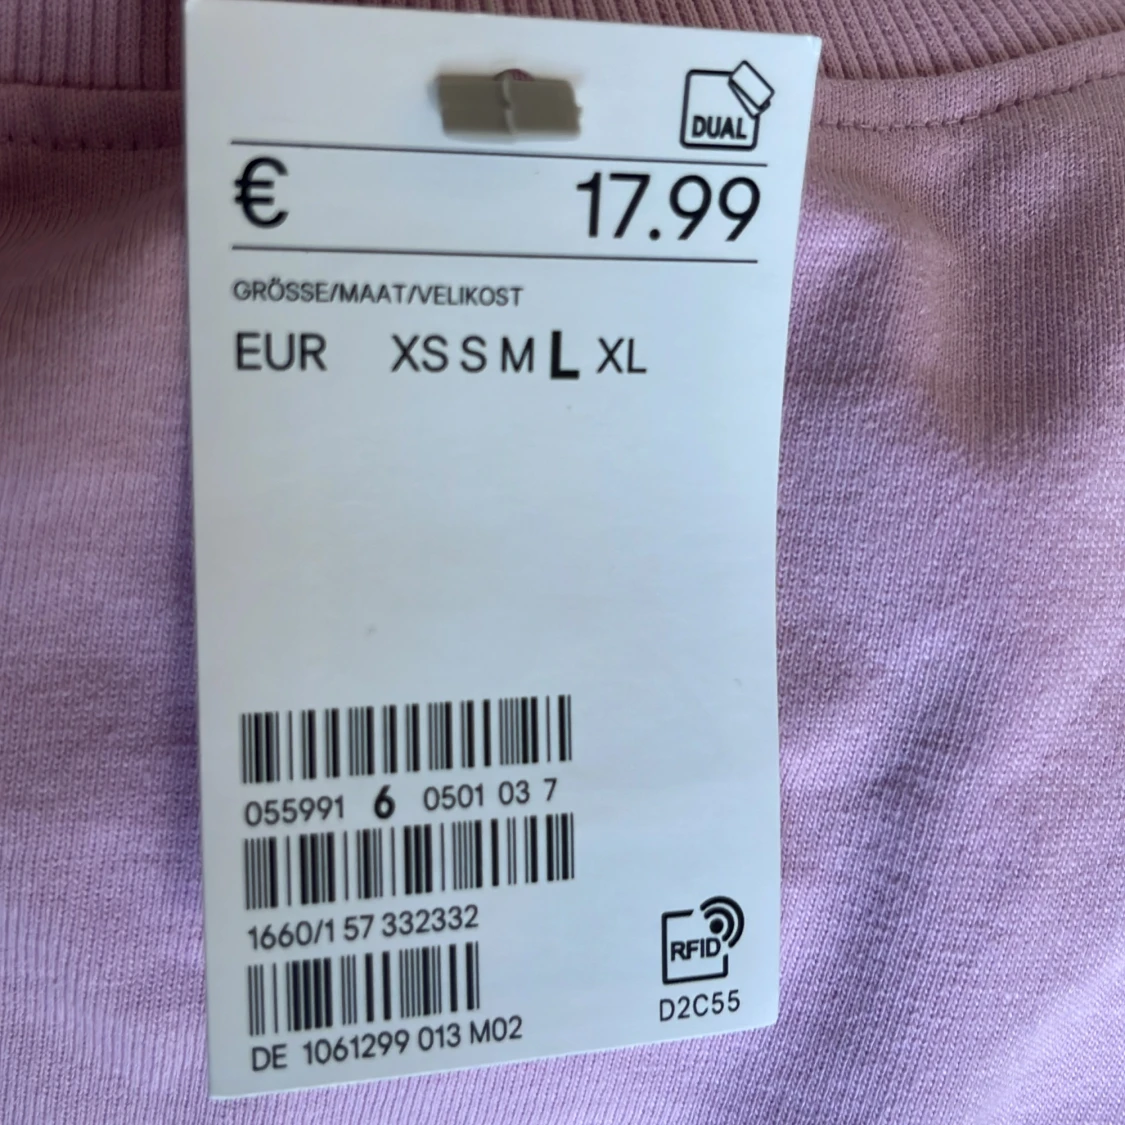 DUAL
€ 17.99
GRÖSSE/MAAT/VELIKOST
EUR XS S M L XL
055991 6 0501 03 7
1660/1 57 332332
RFID
D2C55
DE 1061299 013 M02